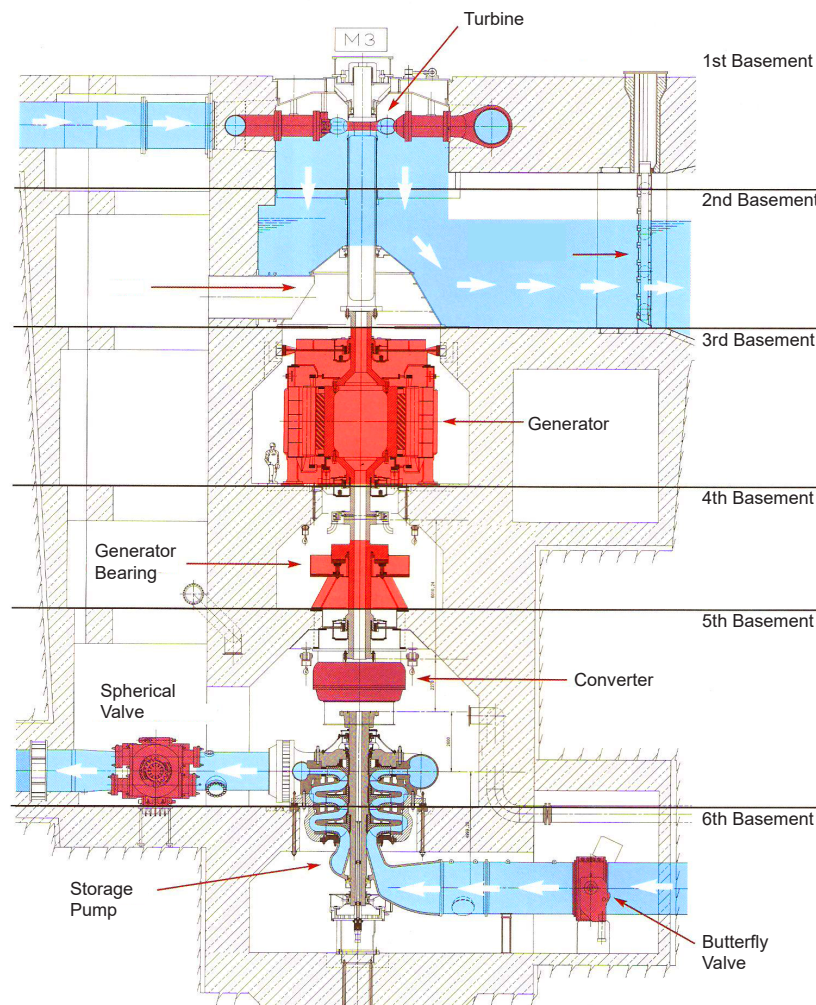 Turbine
M3
1st Basement
2nd Basement
3rd Basement
Generator
4th Basement
Generator
Bearing
5th Basement
Converter
Spherical
Valve
6th Basement
Storage
Pump
Butterfly
Valve